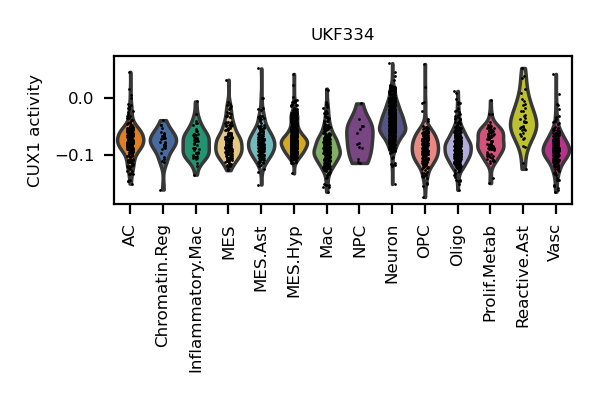 UKF334
CUX1 activity
0.0
−0.1
AC
Chromatin.Reg
Inflammatory.Mac
MES
MES.Ast
MES.Hyp
Mac
NPC
Neuron
OPC
Oligo
Prolif.Metab
Reactive.Ast
Vasc